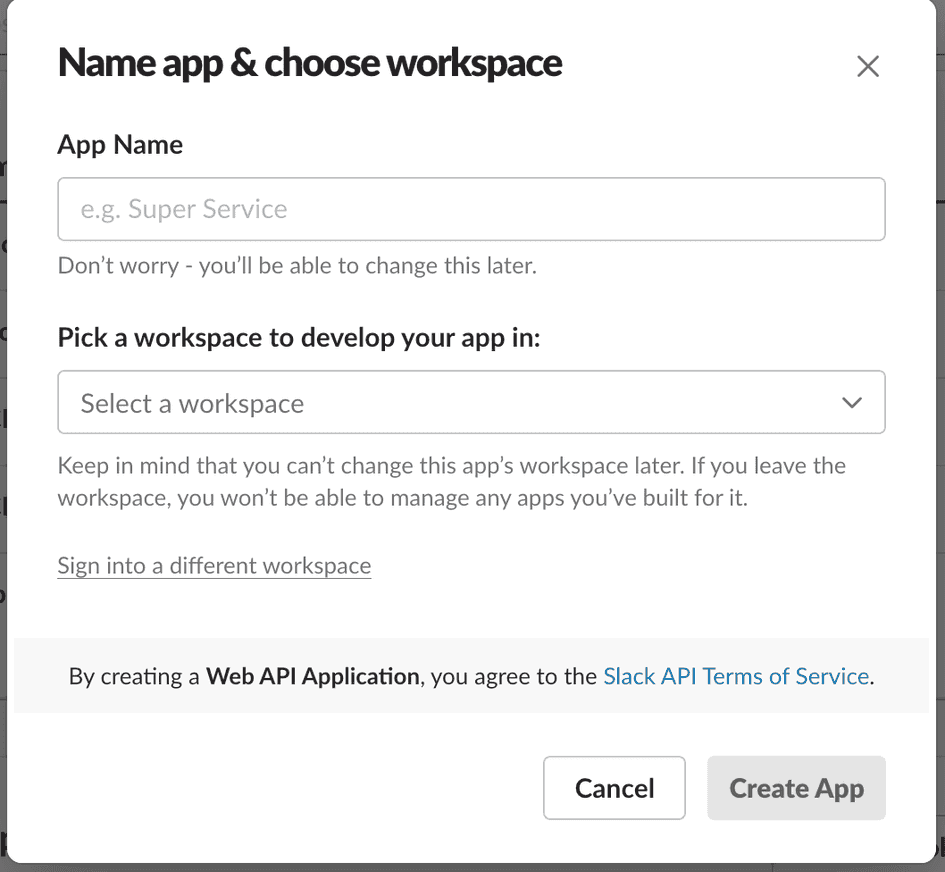 Name app & choose workspace
App Name
e.g. Super Service
Don’t worry - you’ll be able to change this later.
Pick a workspace to develop your app in:
Select a workspace
Keep in mind that you can’t change this app’s workspace later. If you leave the
workspace, you won’t be able to manage any apps you’ve built for it.
Sign into a different workspace
By creating a Web API Application, you agree to the Slack API Terms of Service.
Cancel
Create App